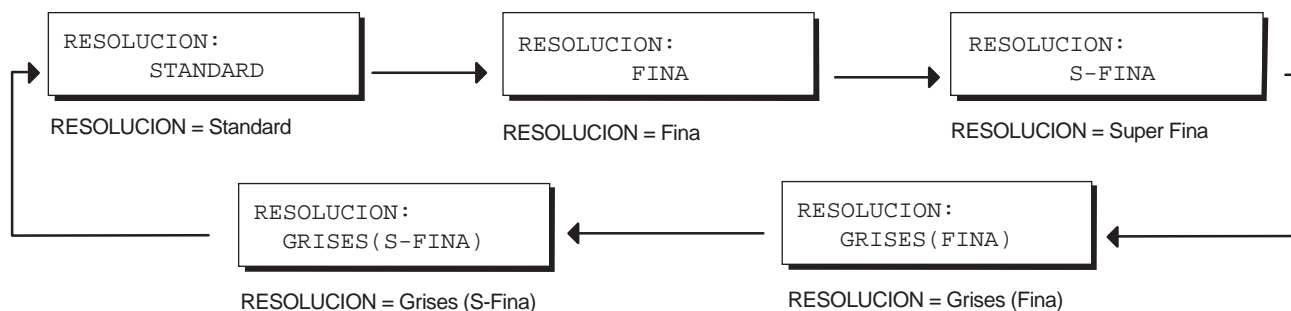 RESOLUCION:
STANDARD
RESOLUCION = Standard
RESOLUCION:
FINA
RESOLUCION = Fina
RESOLUCION:
S-FINA
RESOLUCION = Super Fina
RESOLUCION:
GRISES(S-FINA)
RESOLUCION = Grises (S-Fina)
RESOLUCION:
GRISES(FINA)
RESOLUCION = Grises (Fina)